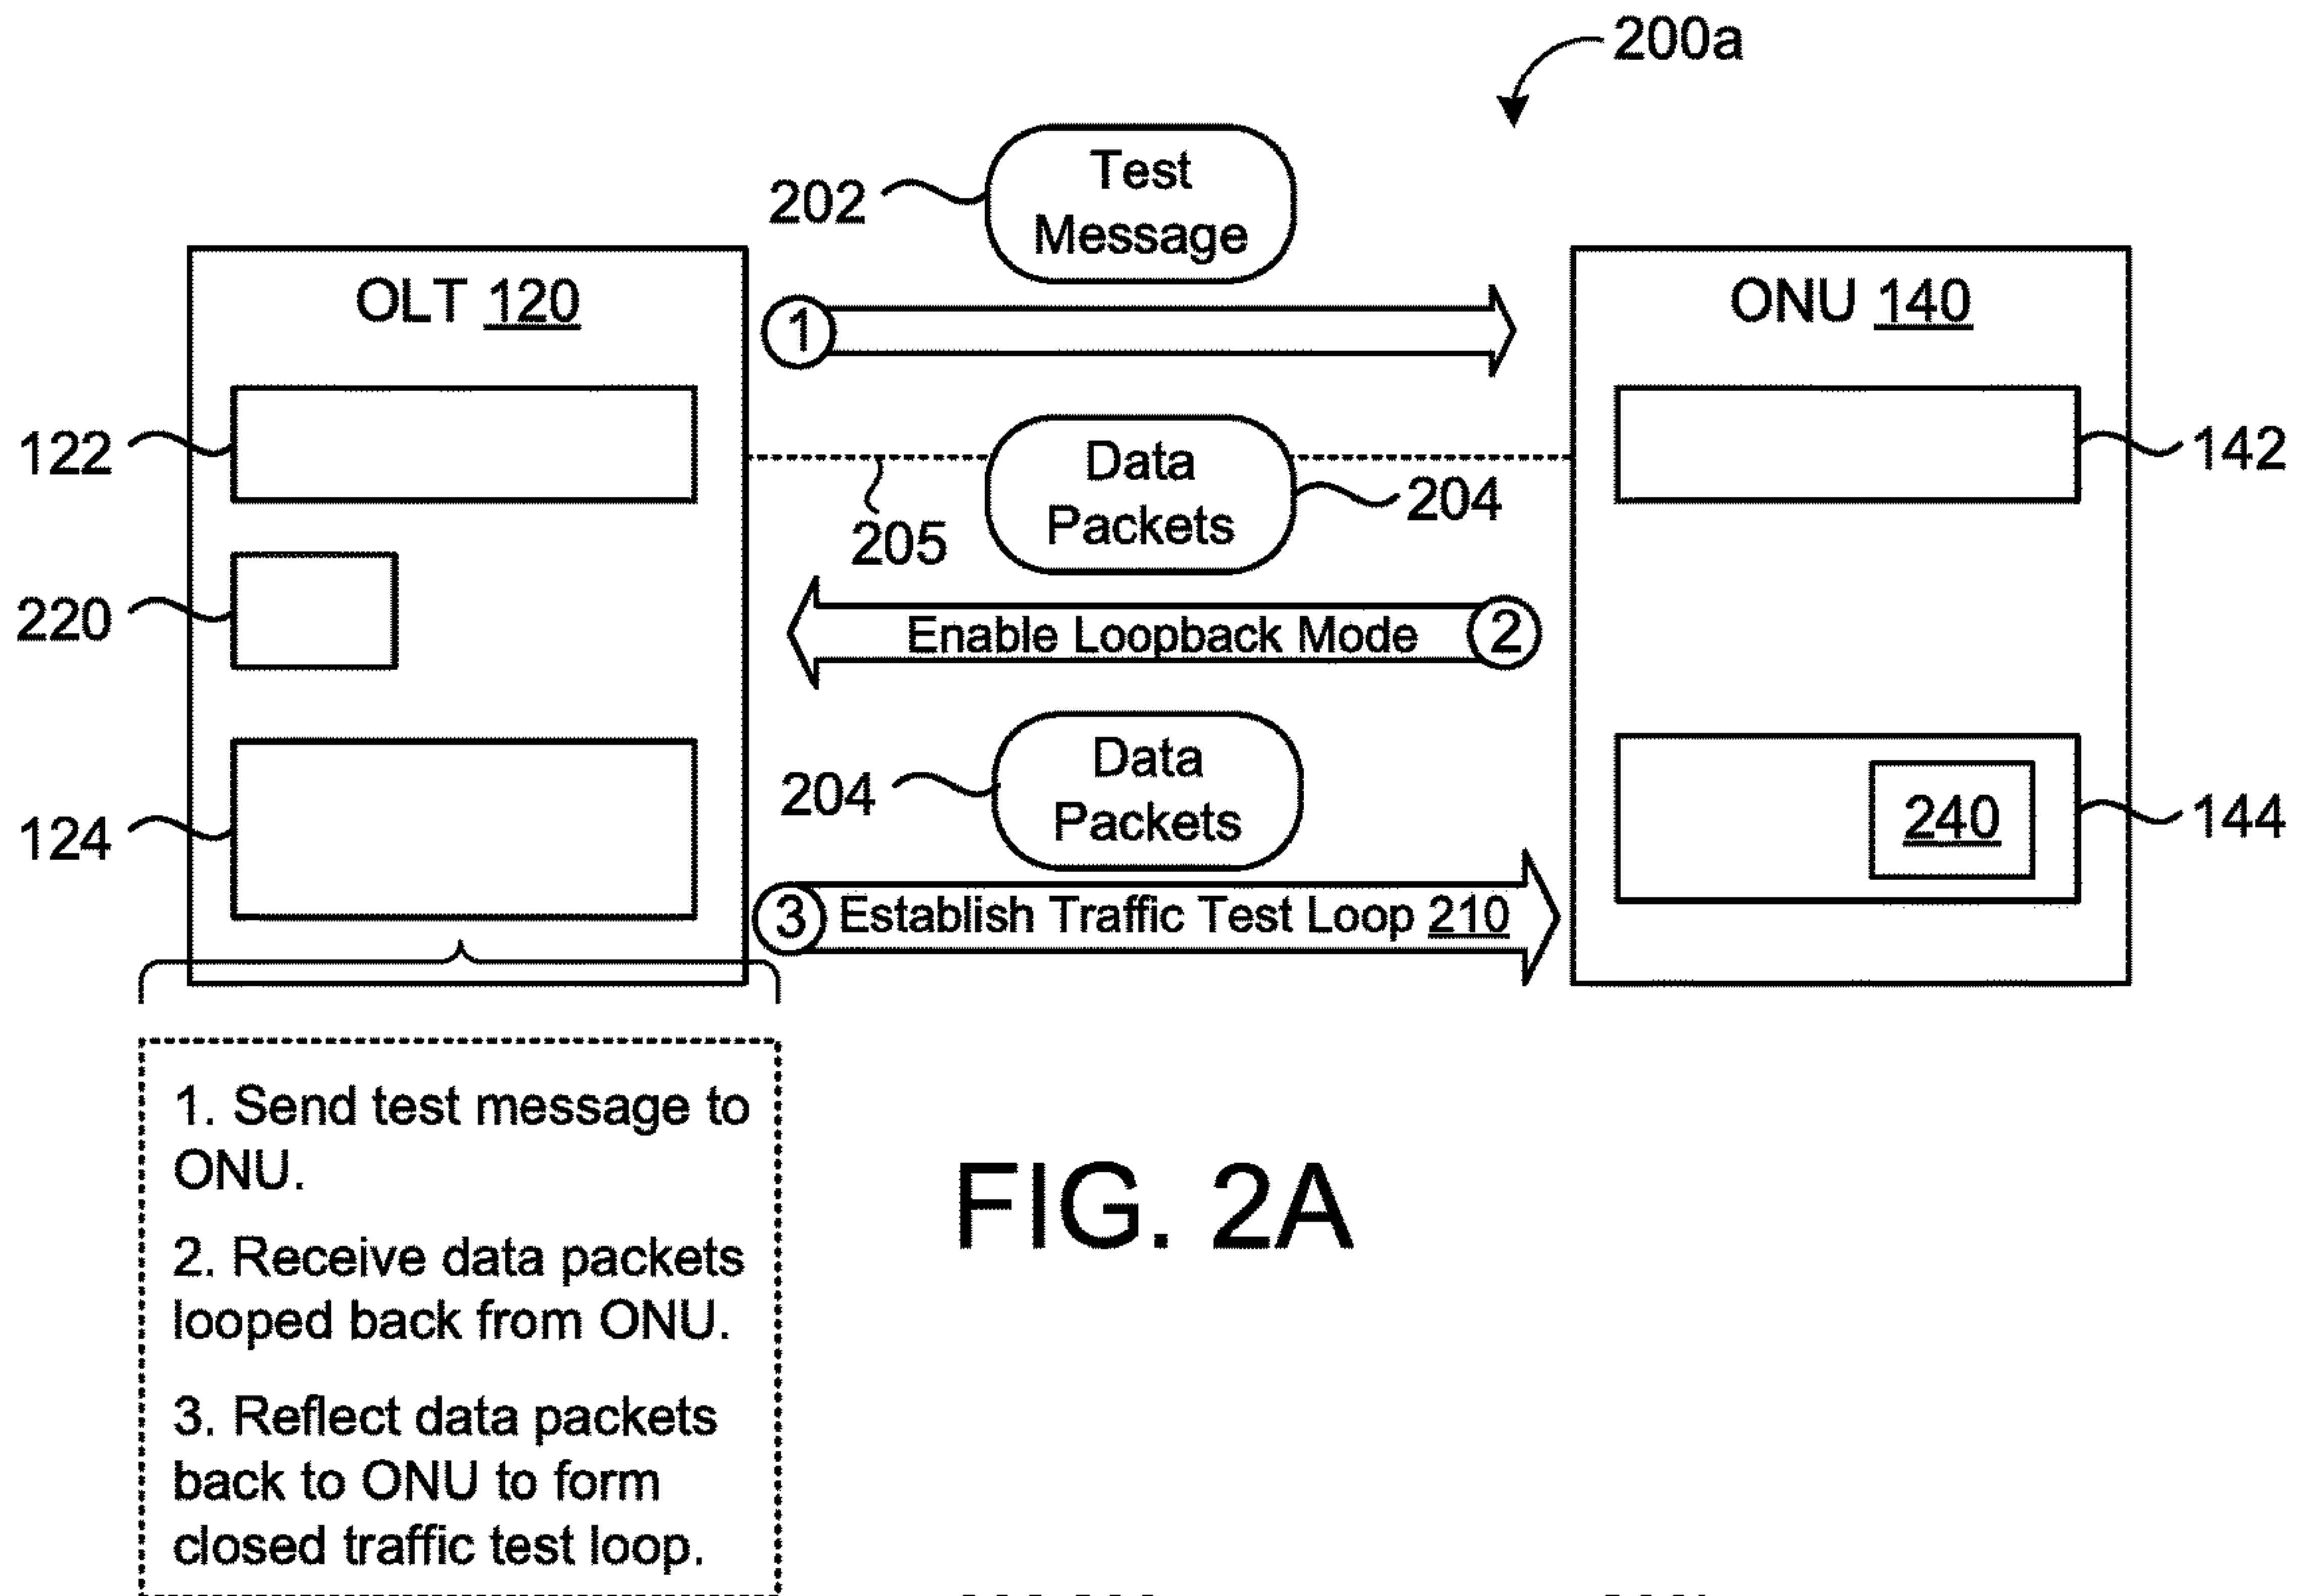 200a
202
Test
Message
OLT 120
ONU 140
1
122
Data
Packets
142
205
204
220
Enable Loopback Mode 2
Data
Packets
204
240
124
144
3 Establish Traffic Test Loop 210
1. Send test message to
ONU.
2. Receive data packets
looped back from ONU.
3. Reflect data packets
back to ONU to form
closed traffic test loop.
FIG. 2A